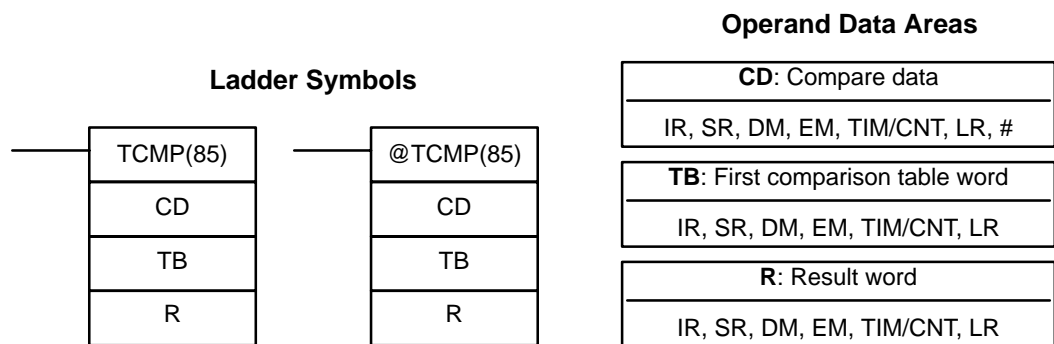 Ladder Symbols
TCMP(85)
CD
TB
R
@TCMP(85)
CD
TB
R
Operand Data Areas
CD: Compare data
IR, SR, DM, EM, TIM/CNT, LR, #
TB: First comparison table word
IR, SR, DM, EM, TIM/CNT, LR
R: Result word
IR, SR, DM, EM, TIM/CNT, LR